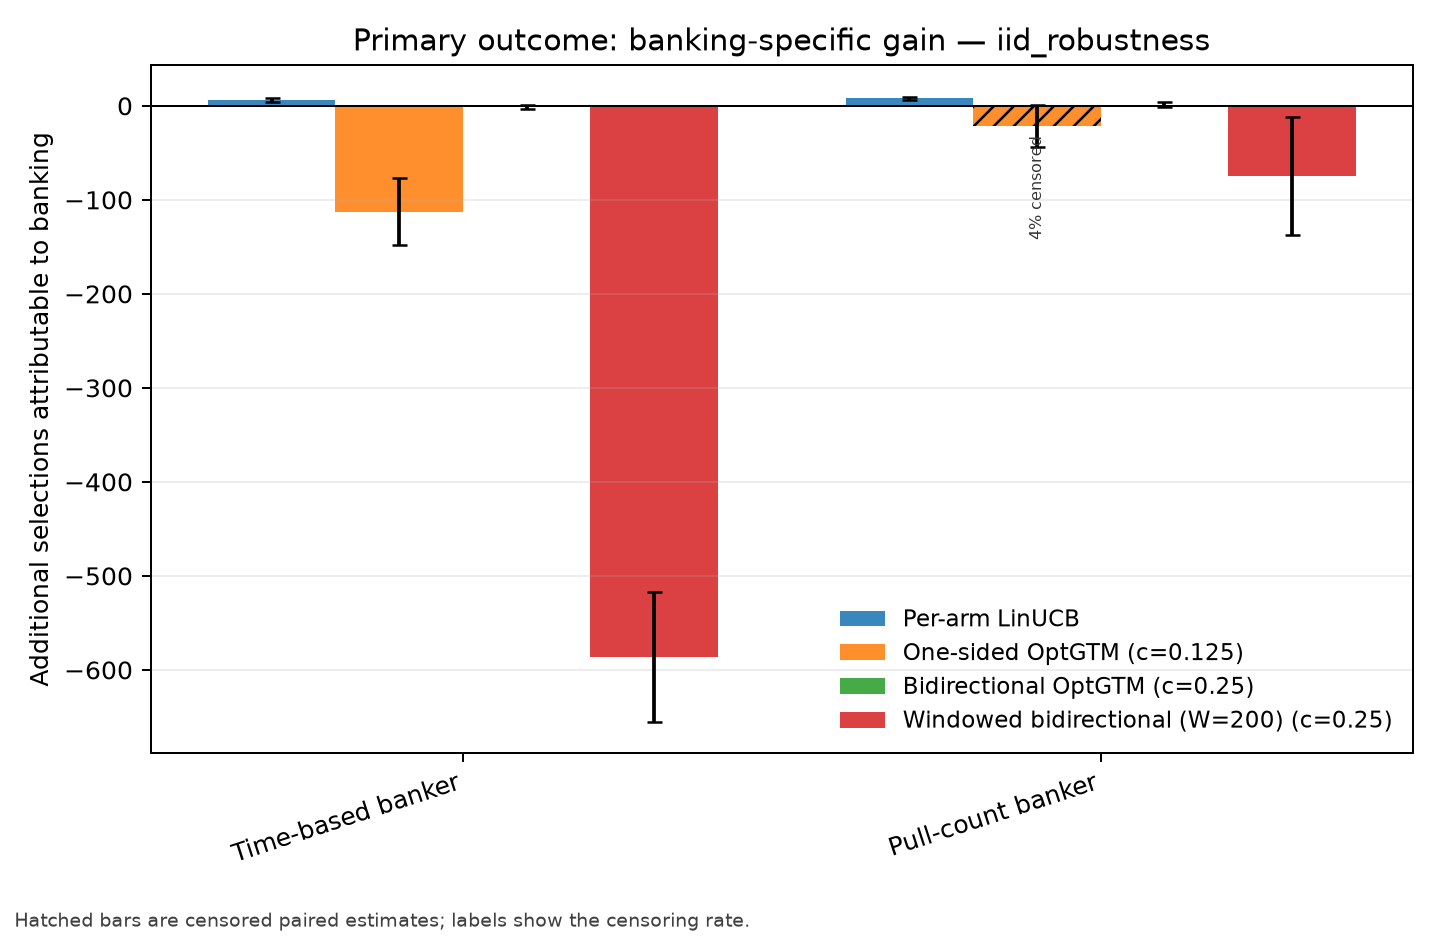 Primary outcome: banking-specific gain — iid_robustness
Additional selections attributable to banking
0
−100
−200
−300
−400
−500
−600
4% censored
Per-arm LinUCB
One-sided OptGTM (c=0.125)
Bidirectional OptGTM (c=0.25)
Windowed bidirectional (W=200) (c=0.25)
Time-based banker
Pull-count banker
Hatched bars are censored paired estimates; labels show the censoring rate.